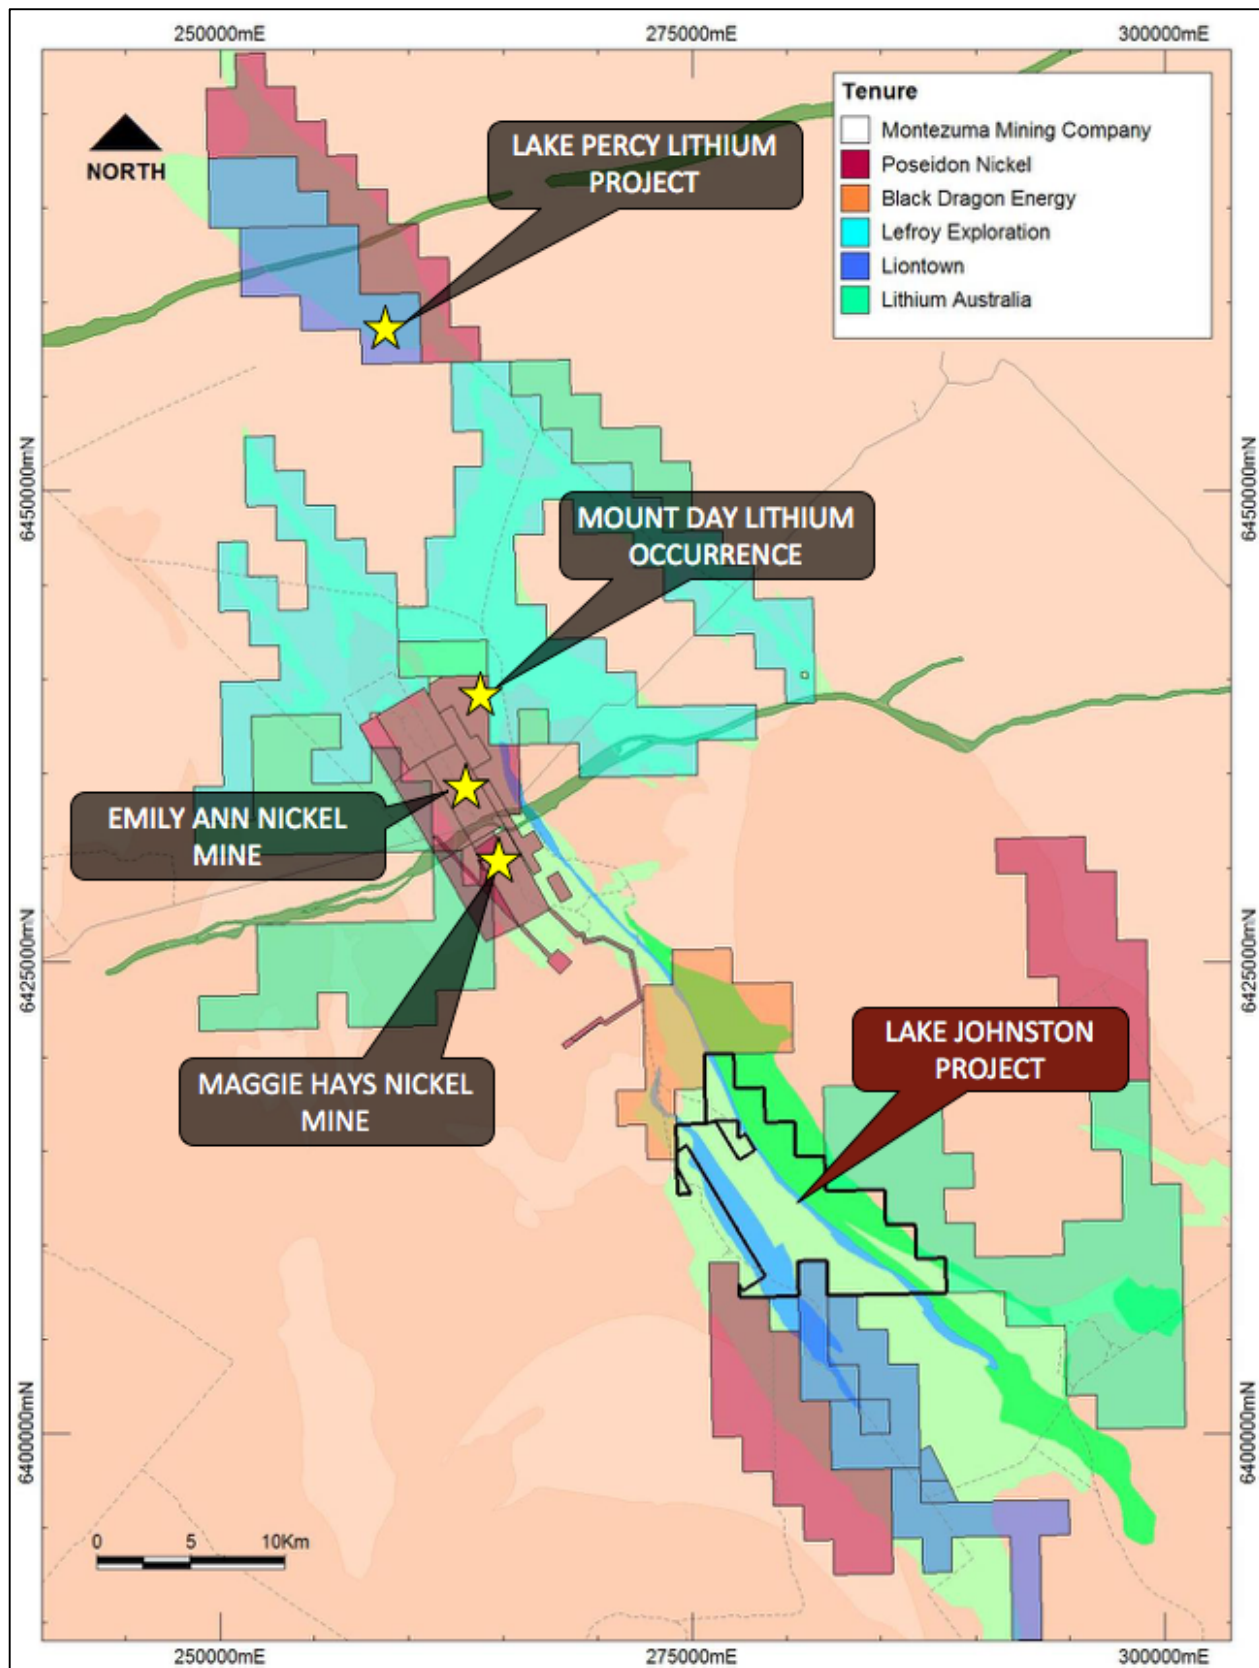 250000mE
275000mE
300000mE
Tenure
Montezuma Mining Company
Poseidon Nickel
Black Dragon Energy
Lefroy Exploration
Liontown
Lithium Australia
NORTH
LAKE PERCY LITHIUM
PROJECT
6450000mN
6450000mN
MOUNT DAY LITHIUM
OCCURRENCE
EMILY ANN NICKEL
MINE
6425000mN
6425000mN
LAKE JOHNSTON
PROJECT
MAGGIE HAYS NICKEL
MINE
6400000mN
6400000mN
0
5
10Km
250000mE
275000mE
300000mE